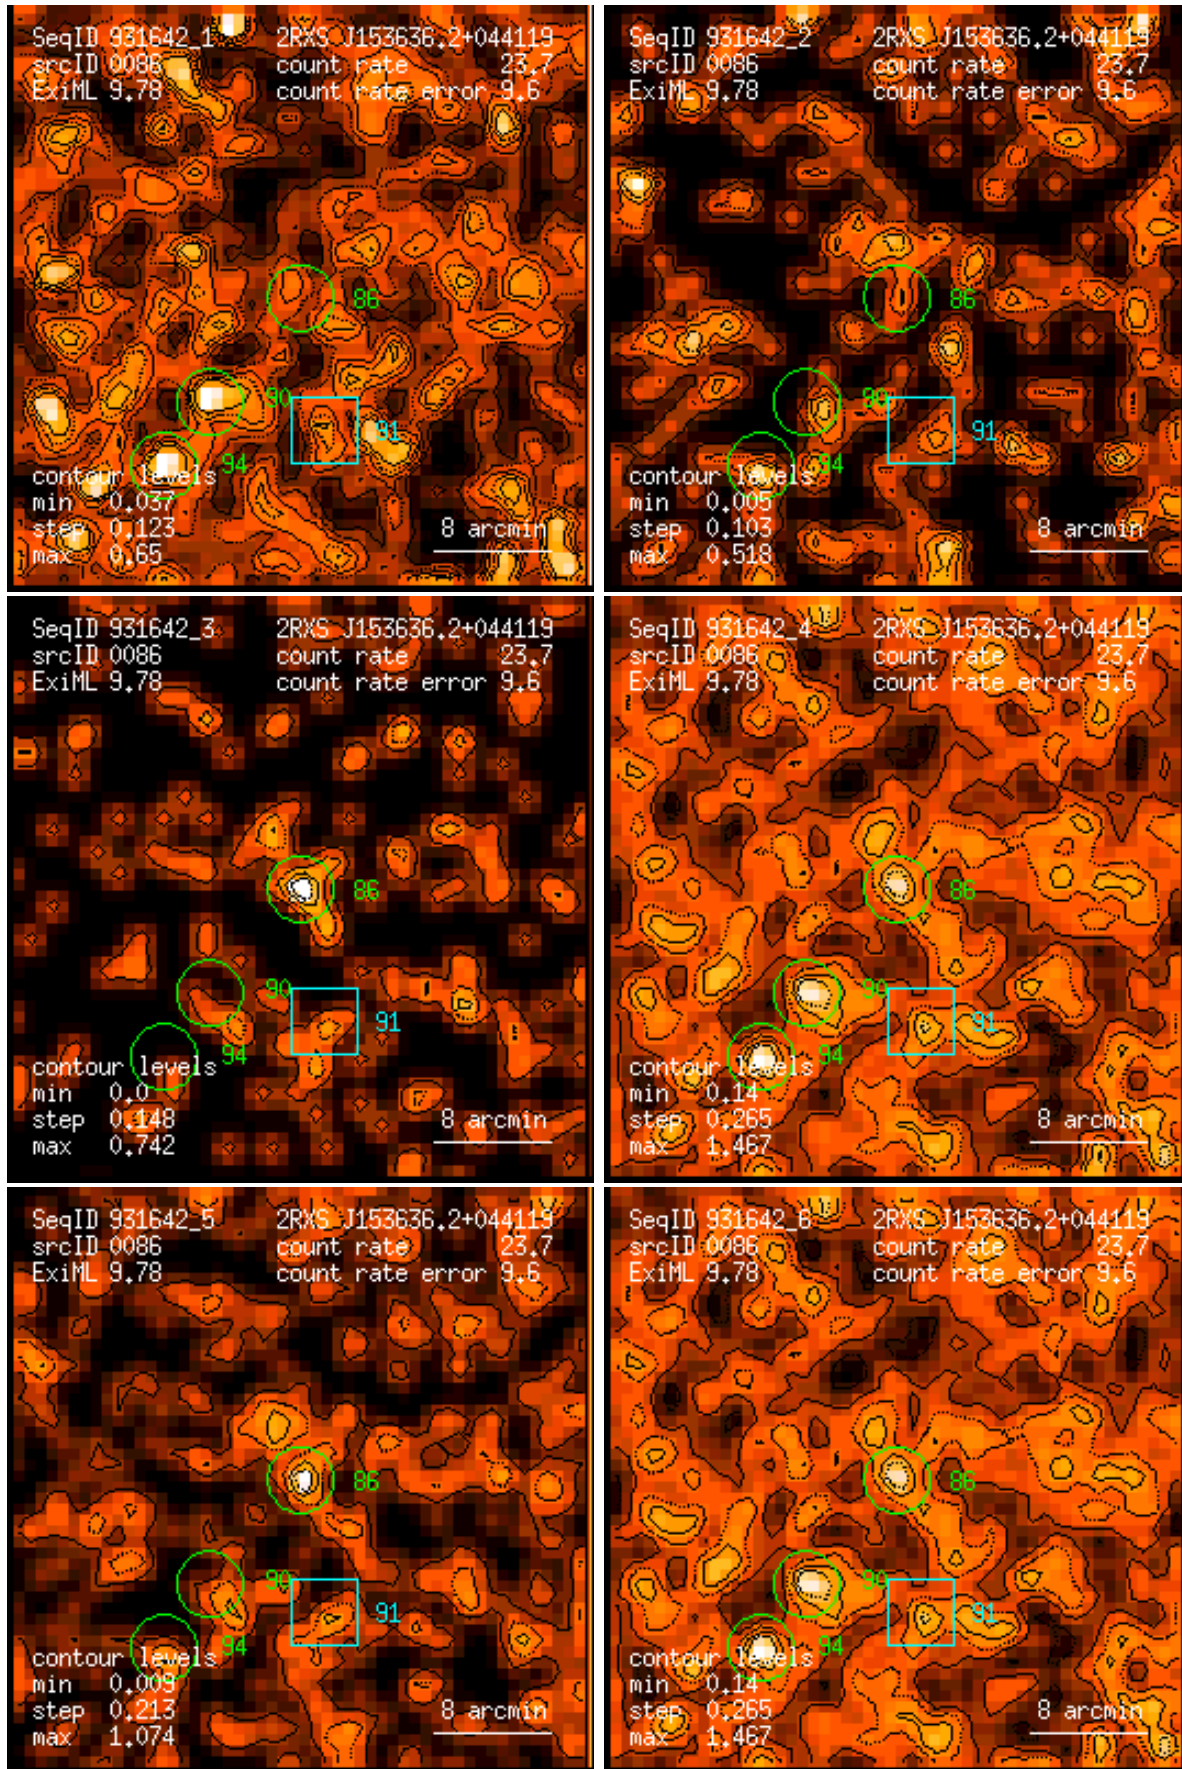 SeqID 931642_1 2RXS J153636.2+044119
srcID 0086 count rate 23.7
ExiML 9.78 count rate error 9.6
86
90
91
94
contour levels
min 0.037
step 0.123 8 arcmin
max 0.65
SeqID 931642_2 2RXS J153636.2+044119
srcID 0086 count rate 23.7
ExiML 9.78 count rate error 9.6
86
90
91
94
contour levels
min 0.005
step 0.103 8 arcmin
max 0.518
SeqID 931642_3 2RXS J153636.2+044119
srcID 0086 count rate 23.7
ExiML 9.78 count rate error 9.6
86
90
91
94
contour levels
min 0.0
step 0.148 8 arcmin
max 0.742
SeqID 931642_4 2RXS J153636.2+044119
srcID 0086 count rate 23.7
ExiML 9.78 count rate error 9.6
86
90
91
94
contour levels
min 0.14
step 0.265 8 arcmin
max 1.467
SeqID 931642_5 2RXS J153636.2+044119
srcID 0086 count rate 23.7
ExiML 9.78 count rate error 9.6
86
90
91
94
contour levels
min 0.009
step 0.213 8 arcmin
max 1.074
SeqID 931642_6 2RXS J153636.2+044119
srcID 0086 count rate 23.7
ExiML 9.78 count rate error 9.6
86
90
91
94
contour levels
min 0.14
step 0.265 8 arcmin
max 1.467